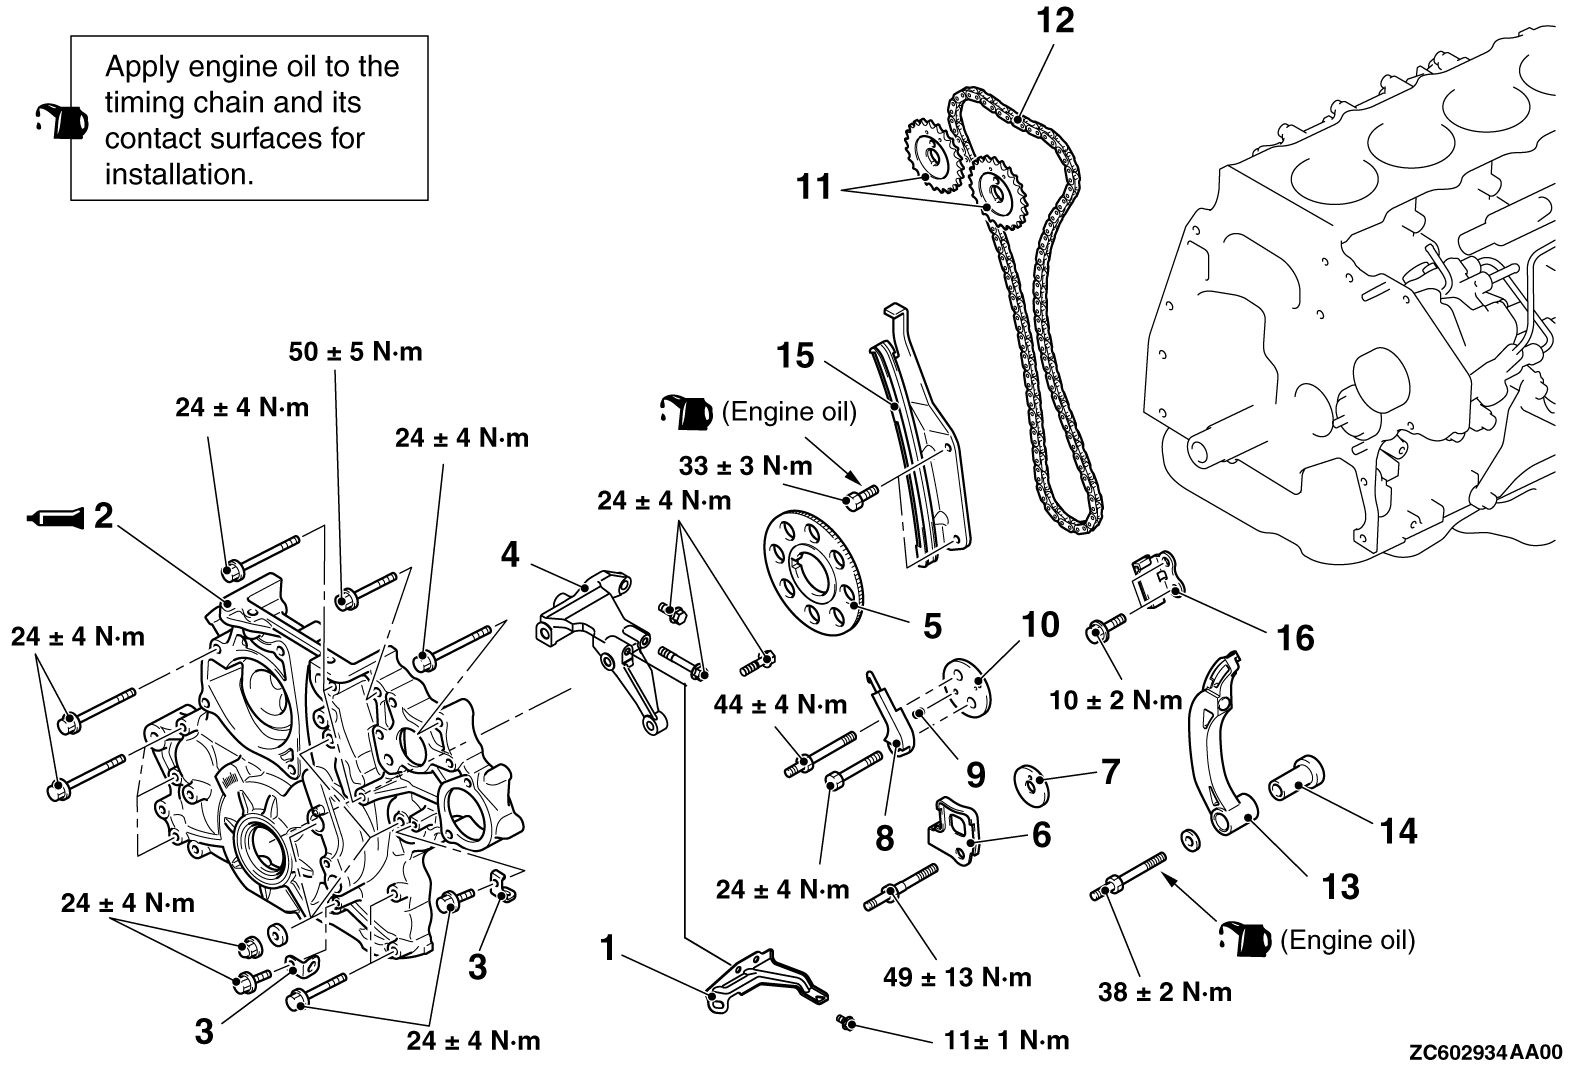 12
Apply engine oil to the
timing chain and its
contact surfaces for
installation.
11
50 ± 5 N·m
15
24 ± 4 N·m
(Engine oil)
24 ± 4 N·m
33 ± 3 N·m
24 ± 4 N·m
2
4
5
10
16
24 ± 4 N·m
10 ± 2 N·m
44 ± 4 N·m
9
7
8
6
14
24 ± 4 N·m
13
24 ± 4 N·m
1
3
(Engine oil)
49 ± 13 N·m
38 ± 2 N·m
3
24 ± 4 N·m
11± 1 N·m
ZC602934AA00